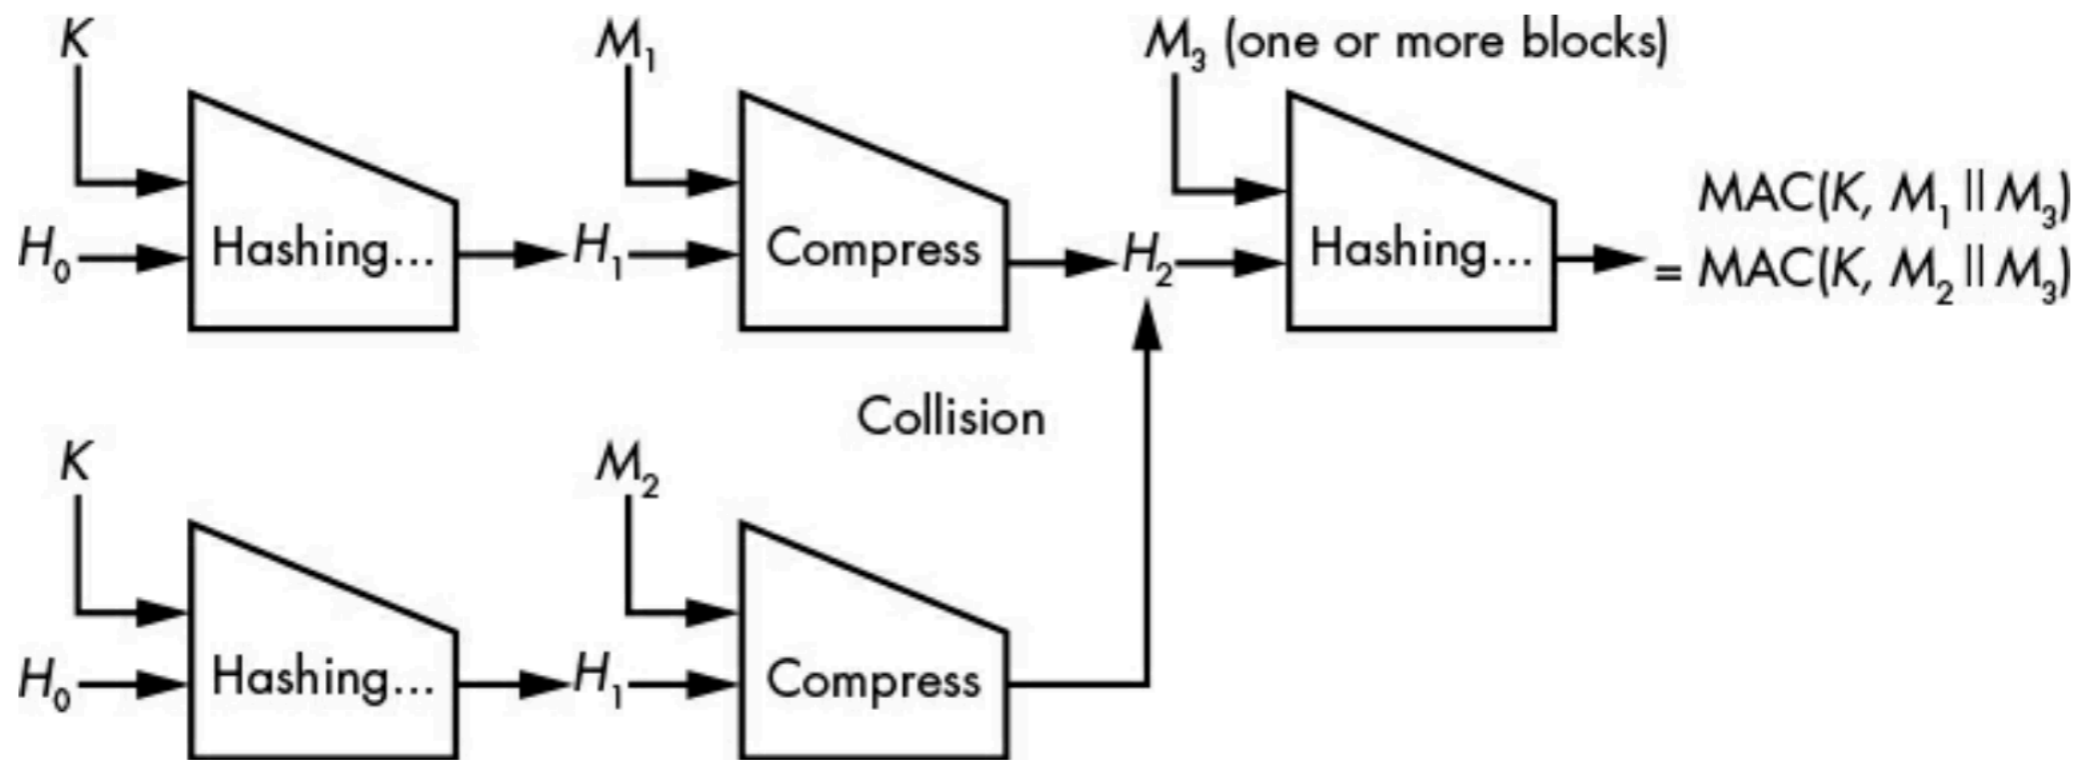 K
M₁
M₃ (one or more blocks)
H₀
Hashing...
H₁
Compress
H₂
Hashing...
MAC(K, M₁ || M₃)
= MAC(K, M₂ || M₃)
Collision
K
M₂
H₀
Hashing...
H₁
Compress